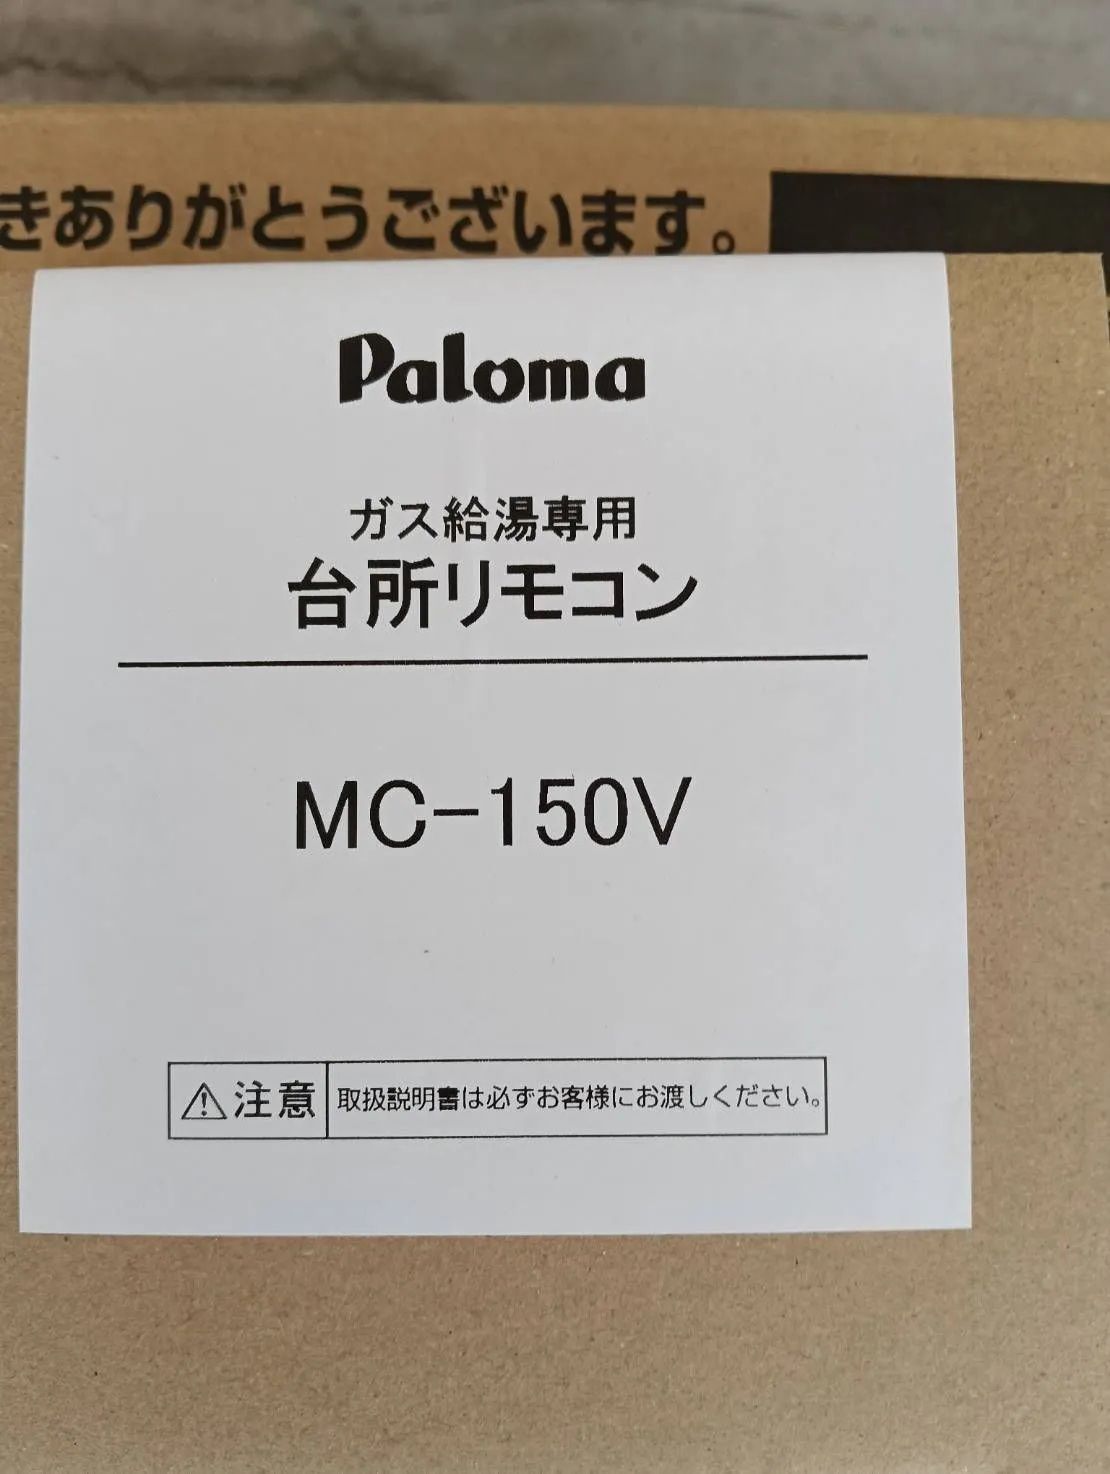 きありがとうございます。
Paloma
ガス給湯専用
台所リモコン
MC-150V
注意 取扱説明書は必ずお客様にお渡しください。